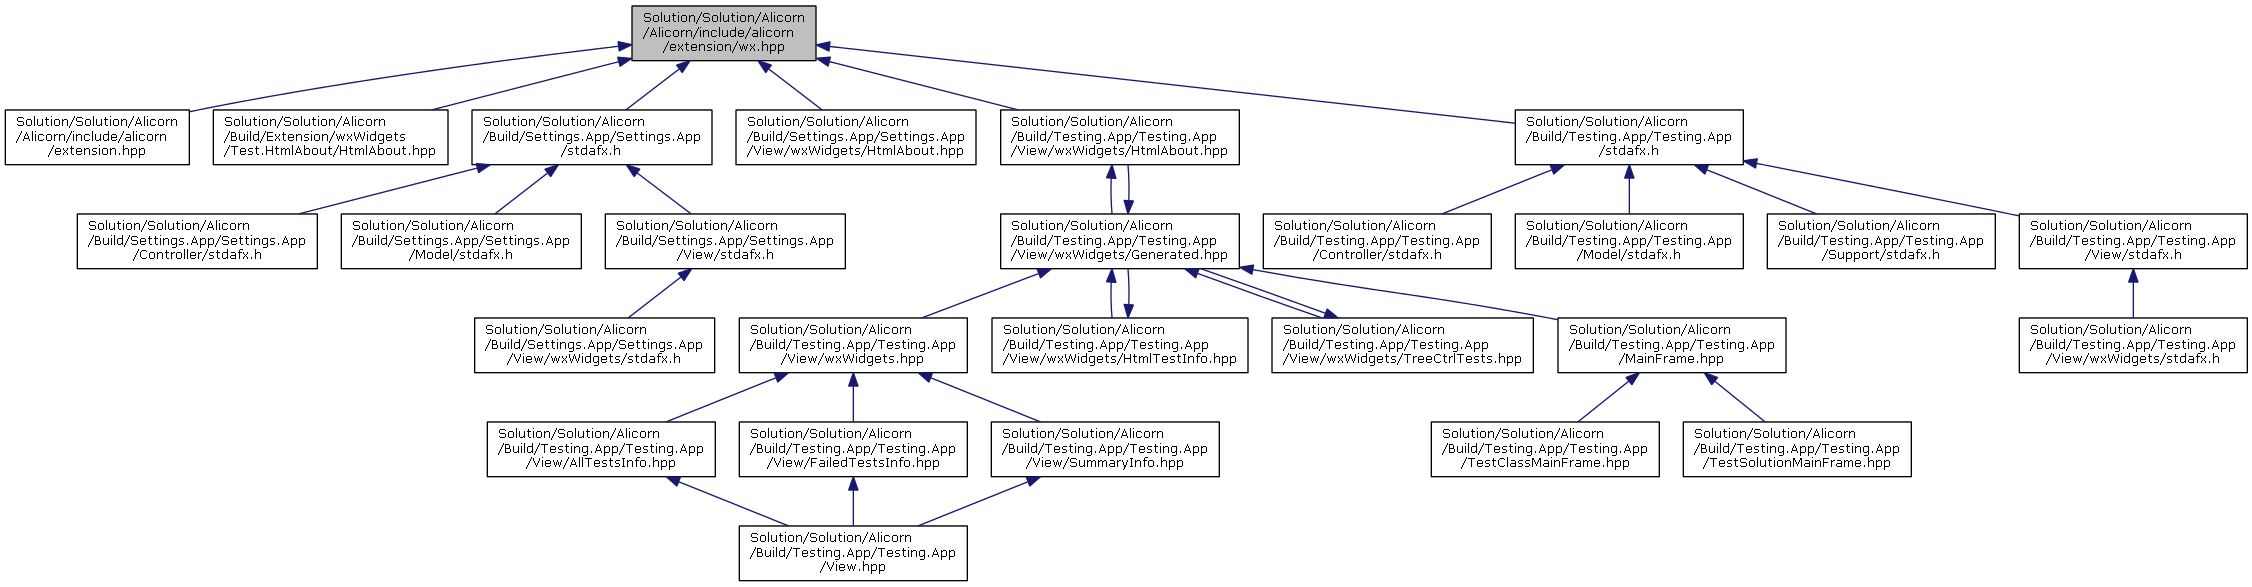 Solution/Solution/Alicorn
/Alicorn/include/alicorn
/extension/wx.hpp
Solution/Solution/Alicorn
/Alicorn/include/alicorn
/extension.hpp
Solution/Solution/Alicorn
/Build/Extension/wxWidgets
/Test.HtmlAbout/HtmlAbout.hpp
Solution/Solution/Alicorn
/Build/Settings.App/Settings.App
/stdafx.h
Solution/Solution/Alicorn
/Build/Settings.App/Settings.App
/View/wxWidgets/HtmlAbout.hpp
Solution/Solution/Alicorn
/Build/Testing.App/Testing.App
/View/wxWidgets/HtmlAbout.hpp
Solution/Solution/Alicorn
/Build/Testing.App/Testing.App
/stdafx.h
Solution/Solution/Alicorn
/Build/Settings.App/Settings.App
/Controller/stdafx.h
Solution/Solution/Alicorn
/Build/Settings.App/Settings.App
/Model/stdafx.h
Solution/Solution/Alicorn
/Build/Settings.App/Settings.App
/View/stdafx.h
Solution/Solution/Alicorn
/Build/Testing.App/Testing.App
/View/wxWidgets/Generated.hpp
Solution/Solution/Alicorn
/Build/Testing.App/Testing.App
/Controller/stdafx.h
Solution/Solution/Alicorn
/Build/Testing.App/Testing.App
/Model/stdafx.h
Solution/Solution/Alicorn
/Build/Testing.App/Testing.App
/Support/stdafx.h
Solution/Solution/Alicorn
/Build/Testing.App/Testing.App
/View/stdafx.h
Solution/Solution/Alicorn
/Build/Settings.App/Settings.App
/View/wxWidgets/stdafx.h
Solution/Solution/Alicorn
/Build/Testing.App/Testing.App
/View/wxWidgets.hpp
Solution/Solution/Alicorn
/Build/Testing.App/Testing.App
/View/wxWidgets/HtmlTestInfo.hpp
Solution/Solution/Alicorn
/Build/Testing.App/Testing.App
/View/wxWidgets/TreeCtrlTests.hpp
Solution/Solution/Alicorn
/Build/Testing.App/Testing.App
/MainFrame.hpp
Solution/Solution/Alicorn
/Build/Testing.App/Testing.App
/View/wxWidgets/stdafx.h
Solution/Solution/Alicorn
/Build/Testing.App/Testing.App
/View/AllTestsInfo.hpp
Solution/Solution/Alicorn
/Build/Testing.App/Testing.App
/View/FailedTestsInfo.hpp
Solution/Solution/Alicorn
/Build/Testing.App/Testing.App
/View/SummaryInfo.hpp
Solution/Solution/Alicorn
/Build/Testing.App/Testing.App
/TestClassMainFrame.hpp
Solution/Solution/Alicorn
/Build/Testing.App/Testing.App
/TestSolutionMainFrame.hpp
Solution/Solution/Alicorn
/Build/Testing.App/Testing.App
/View.hpp